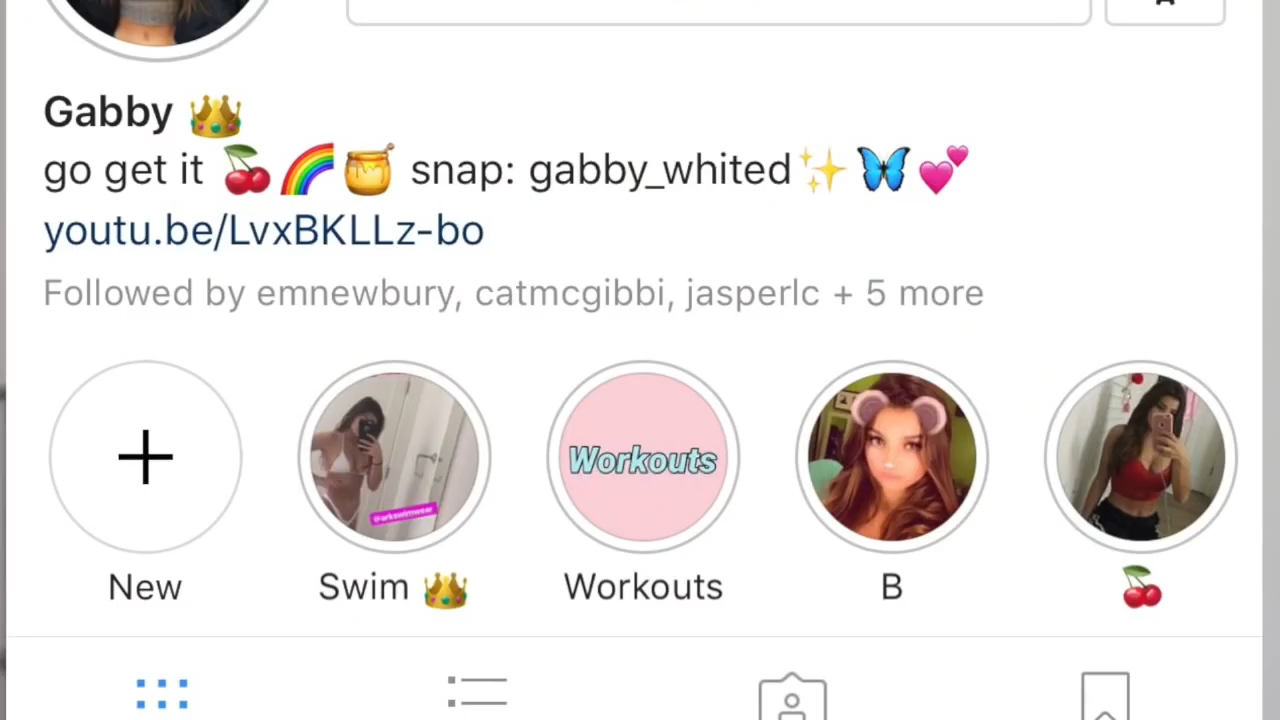 Gabby 👑
go get it 🍒🌈🍯 snap: gabby_whited✨🦋💕
youtu.be/LvxBKLLz-bo
Followed by emnewbury, catmcgibbi, jasperlc + 5 more
@arkswimwear
Workouts
New
Swim 👑
Workouts
B
🍒